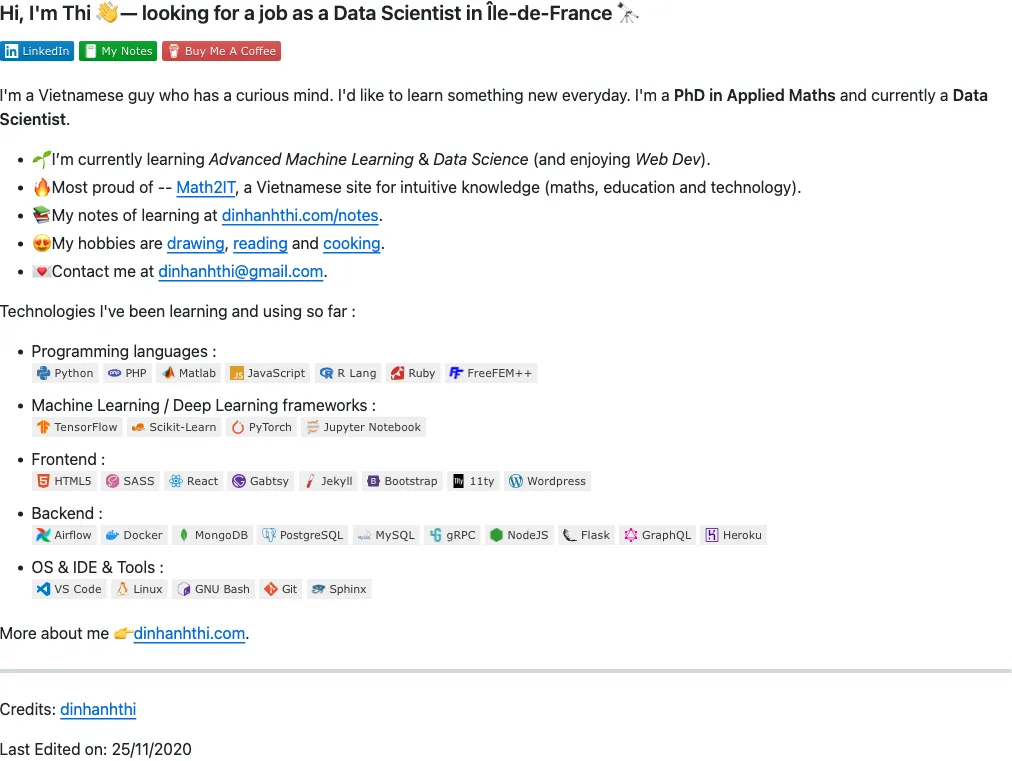 Hi, I'm Thi 👋— looking for a job as a Data Scientist in Île-de-France 🔭
LinkedIn My Notes Buy Me A Coffee
I'm a Vietnamese guy who has a curious mind. I'd like to learn something new everyday. I'm a PhD in Applied Maths and currently a Data
Scientist.
• 🌱I’m currently learning Advanced Machine Learning & Data Science (and enjoying Web Dev).
• 🔥Most proud of -- Math2IT, a Vietnamese site for intuitive knowledge (maths, education and technology).
• 📚My notes of learning at dinhanhthi.com/notes.
• 😍My hobbies are drawing, reading and cooking.
• 💌Contact me at dinhanhthi@gmail.com.
Technologies I've been learning and using so far :
• Programming languages :
Python PHP Matlab JavaScript R Lang Ruby FreeFEM++
• Machine Learning / Deep Learning frameworks :
TensorFlow Scikit-Learn PyTorch Jupyter Notebook
• Frontend :
HTML5 SASS React Gabtsy Jekyll Bootstrap 11ty Wordpress
• Backend :
Airflow Docker MongoDB PostgreSQL MySQL gRPC NodeJS Flask GraphQL Heroku
• OS & IDE & Tools :
VS Code Linux GNU Bash Git Sphinx
More about me 👉dinhanhthi.com.
Credits: dinhanhthi
Last Edited on: 25/11/2020